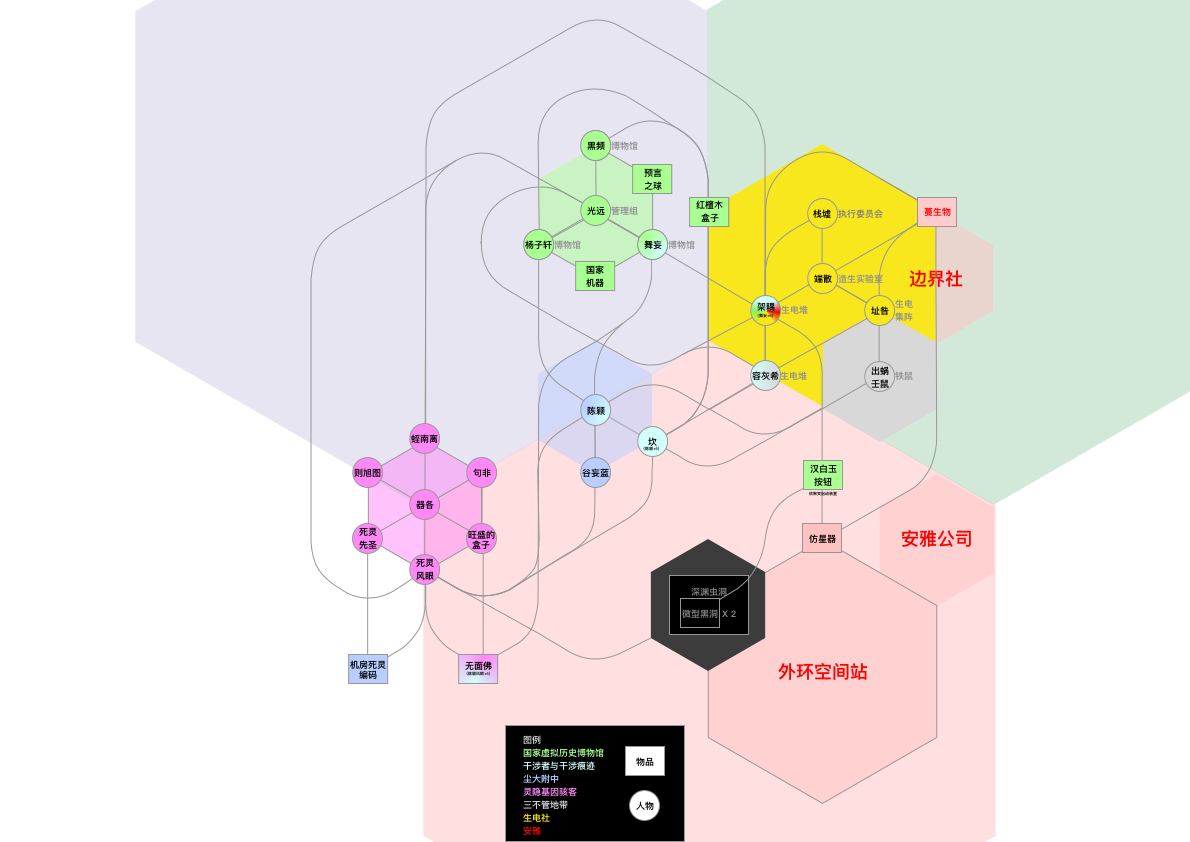 黑频 博物馆
预言
之球
光远 管理组
杨子轩 博物馆
舞妄 博物馆
国家
机器
红檀木
盒子
栈墟 执行委员会
蔓生物
端散 造生实验室
边界社
架耦 生电堆
址咎 生电
集阵
容灰希 生电堆
出蜗
壬鼠 铁鼠
陈颖
坎
谷妄蓝
蛭南离
则旭图
句非
器各
死灵
先圣
旺盛的
盒子
死灵
风眼
汉白玉
按钮
仿星器
安雅公司
深渊虫洞
微型黑洞 X 2
机房死灵
编码
无面佛
外环空间站
图例
国家虚拟历史博物馆
干涉者与干涉痕迹
尘大附中
灵隐基因骇客
三不管地带
生电社
安雅
物品
人物